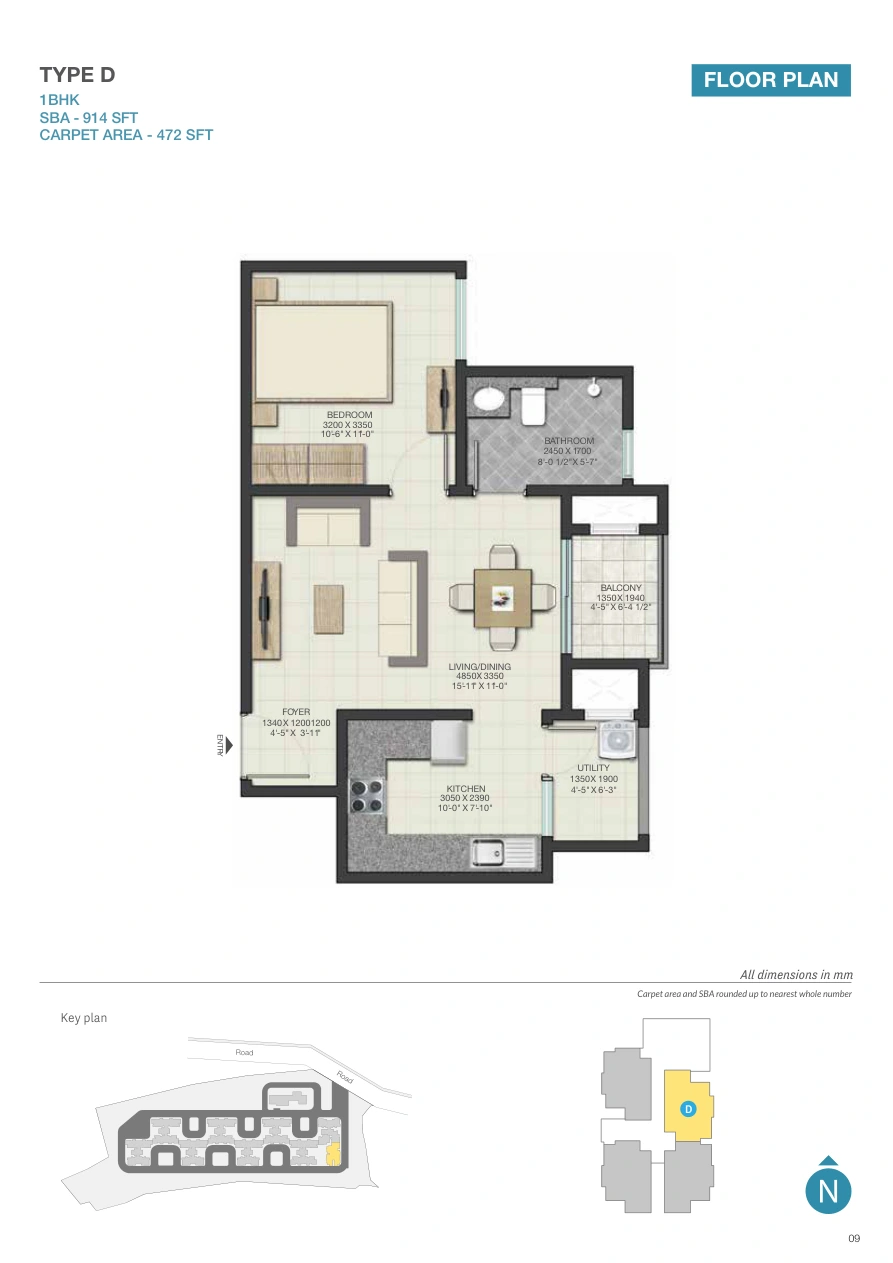 TYPE D
1BHK
SBA - 914 SFT
CARPET AREA - 472 SFT
FLOOR PLAN
BEDROOM
3200 X 3350
10'-6" X 11'-0"
BATHROOM
2450 X 1700
8'-0 1/2" X 5'-7"
BALCONY
1350X 1940
4'-5" X 6'-4 1/2"
LIVING/DINING
4850X 3350
15'-11" X 11'-0"
FOYER
1340X 12001200
4'-5" X 3'-11"
ENTRY
KITCHEN
3050 X 2390
10'-0" X 7'-10"
UTILITY
1350X 1900
4'-5" X 6'-3"
All dimensions in mm
Carpet area and SBA rounded up to nearest whole number
Key plan
Road
Road
D
N
09